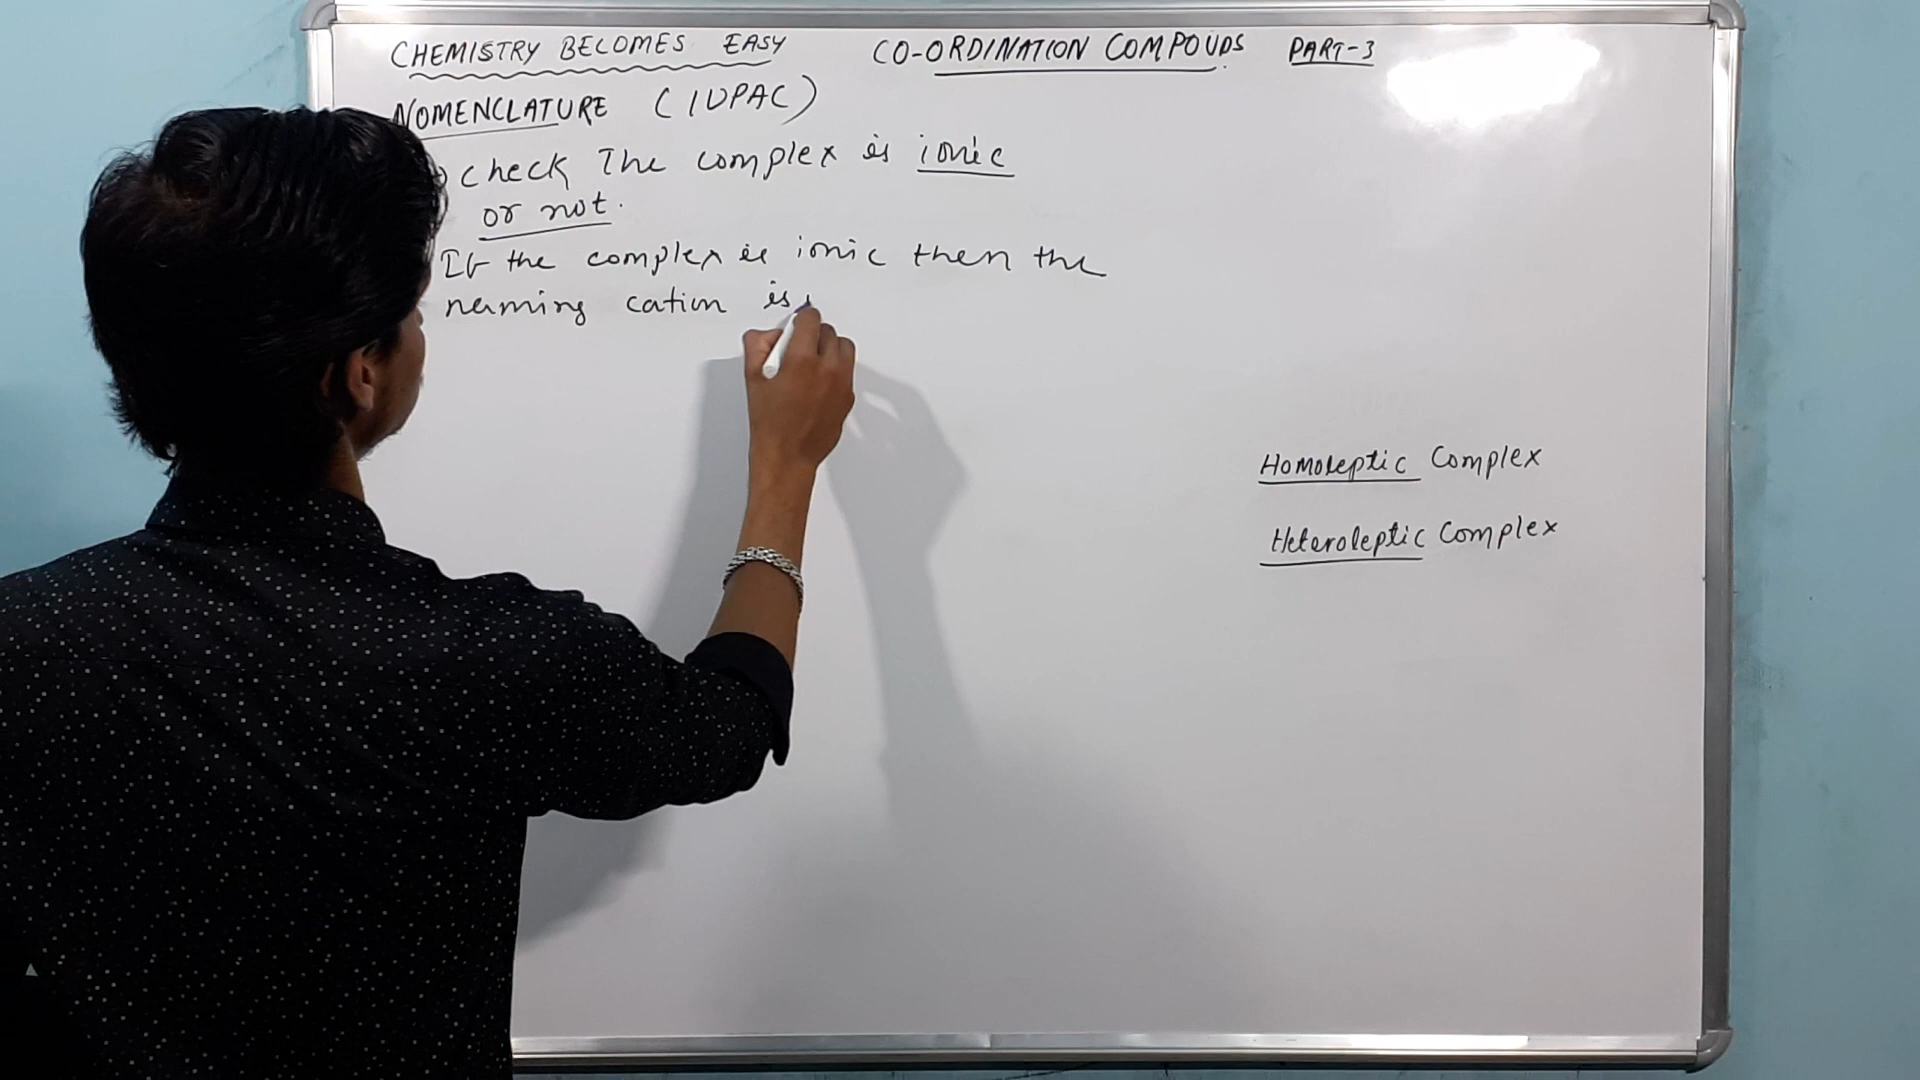 CHEMISTRY BECOMES EASY CO-ORDINATION COMPOUDS PART-3
NOMENCLATURE (IUPAC)
check The complex is ionic
or not.
If the complex is ionic then the
naming cation is
Homoleptic Complex
Heteroleptic Complex